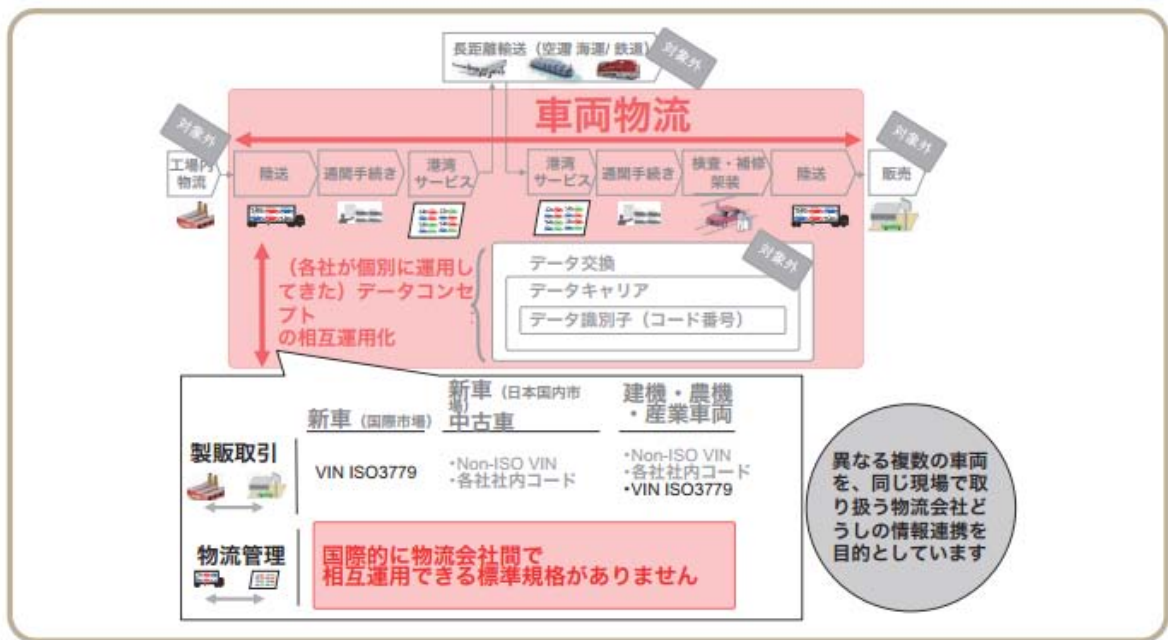 長距離輸送（空運 海運/ 鉄道）
対象外
車両物流
対象外
対象外
工場内
物流
陸送
通関手続き
港湾
サービス
港湾
サービス
通関手続き
検査・補修
架装
陸送
販売
（各社が個別に運用し
てきた）データコンセ
プト
の相互運用化
対象外
データ交換
データキャリア
データ識別子（コード番号）
新車（国際市場）
新車（日本国内市
場）
中古車
建機・農機
・産業車両
製販取引
VIN ISO3779
・Non-ISO VIN
・各社社内コード
・Non-ISO VIN
・各社社内コード
・VIN ISO3779
物流管理
国際的に物流会社間で
相互運用できる標準規格がありません
異なる複数の車両
を、同じ現場で取
り扱う物流会社ど
うしの情報連携を
目的としています